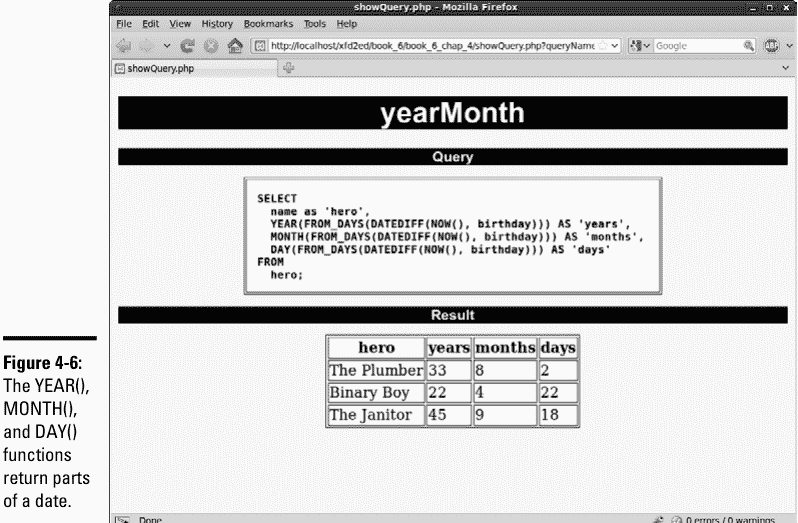 showQuery.php - Mozilla Firefox
File Edit View History Bookmarks Tools Help
http://localhost/xfd2ed/book_6/book_6_chap_4/showQuery.php?queryName
Google
ABP
showQuery.php
yearMonth
Query
SELECT
name as 'hero',
YEAR(FROM_DAYS(DATEDIFF(NOW(), birthday))) AS 'years',
MONTH(FROM_DAYS(DATEDIFF(NOW(), birthday))) AS 'months',
DAY(FROM_DAYS(DATEDIFF(NOW(), birthday))) AS 'days'
FROM
hero;
Result
hero years months days
The Plumber 33 8 2
Binary Boy 22 4 22
The Janitor 45 9 18
Done
0 errors / 0 warnings
Figure 4-6:
The YEAR(),
MONTH(),
and DAY()
functions
return parts
of a date.